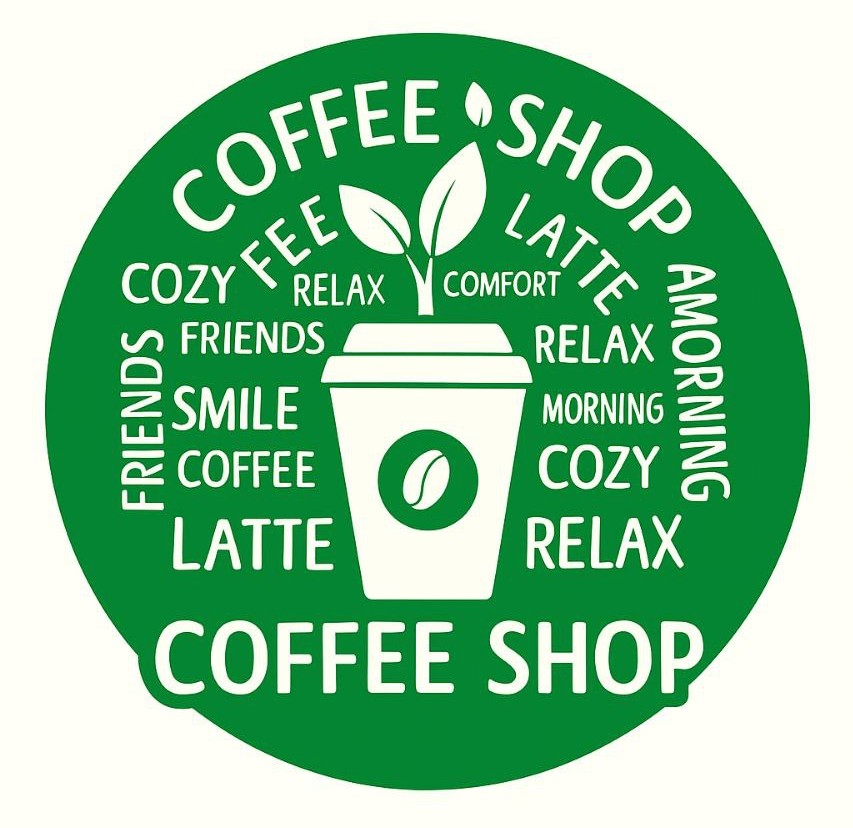 COFFEE SHOP
FEE
LATTE
COZY
RELAX
COMFORT
FRIENDS
RELAX
AMORNING
FRIENDS
SMILE
MORNING
COFFEE
COZY
LATTE
RELAX
COFFEE SHOP